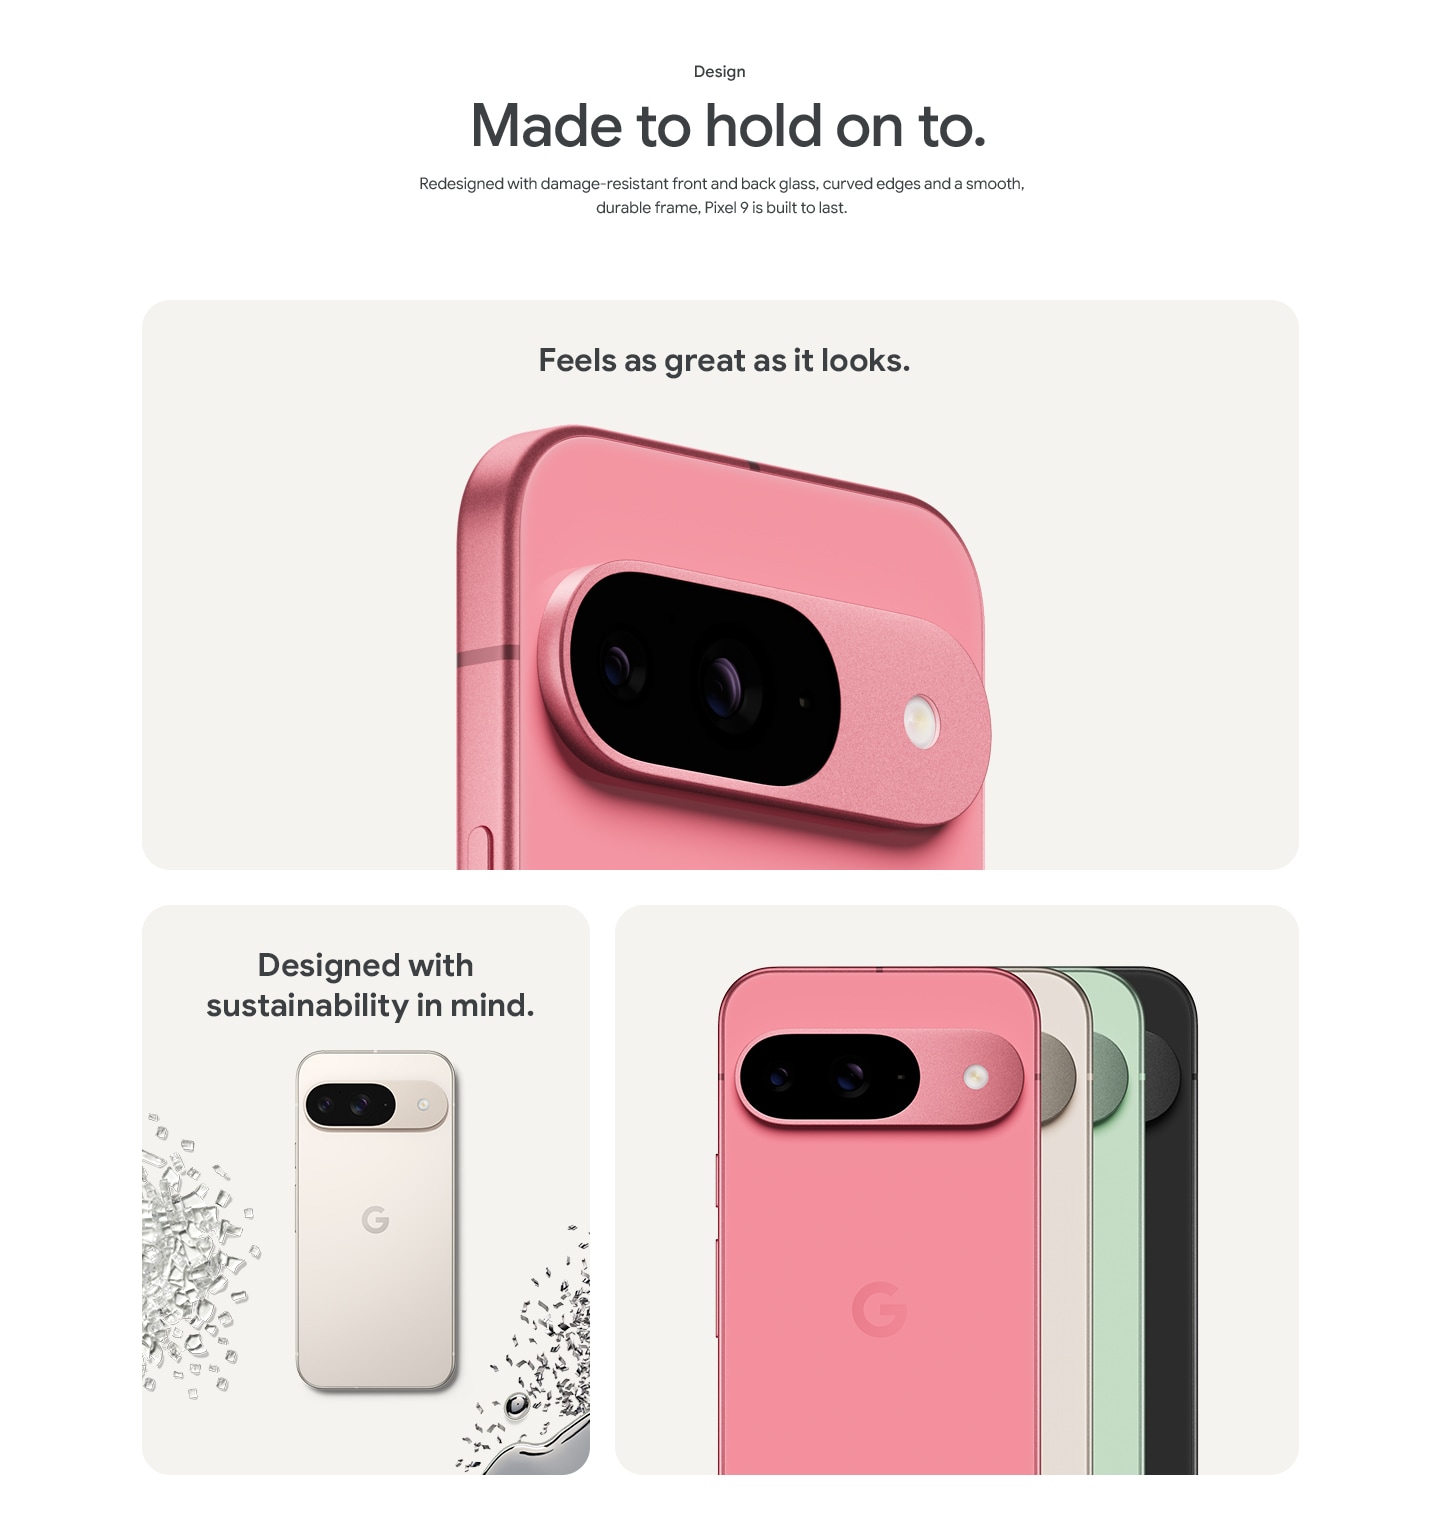 Design
Made to hold on to.
Redesigned with damage-resistant front and back glass, curved edges and a smooth,
durable frame, Pixel 9 is built to last.
Feels as great as it looks.
Designed with
sustainability in mind.
G
G